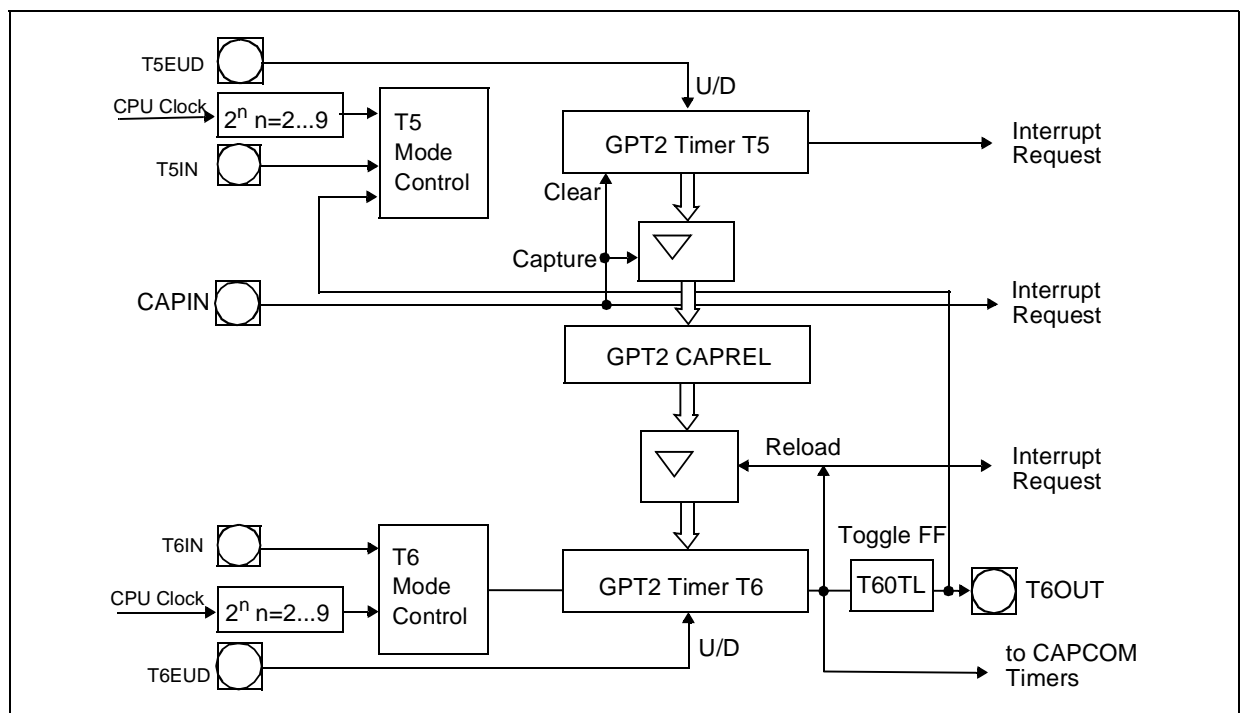 T5EUD
U/D
CPU Clock
2ⁿ n=2...9
T5
Mode
Control
GPT2 Timer T5
Interrupt
Request
T5IN
Clear
Capture
CAPIN
Interrupt
Request
GPT2 CAPREL
Reload
Interrupt
Request
T6IN
T6
Mode
Control
Toggle FF
GPT2 Timer T6
T60TL
T6OUT
CPU Clock
2ⁿ n=2...9
U/D
T6EUD
to CAPCOM
Timers